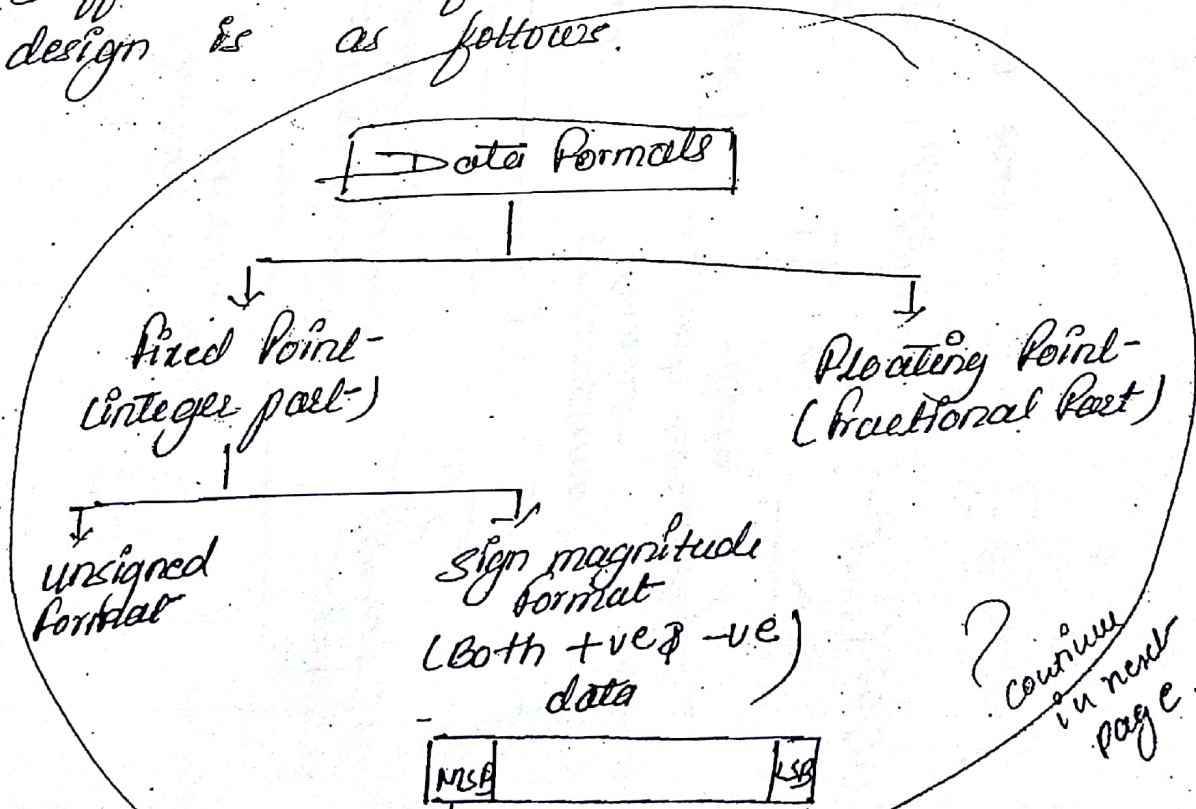 design is as follows.
Data Formats
Fixed Point
(integer part)
Floating Point
(fractional Part)
unsigned
format
sign magnitude
format
(Both +ve & -ve)
data
? continue
in next
page.
MSB LSB